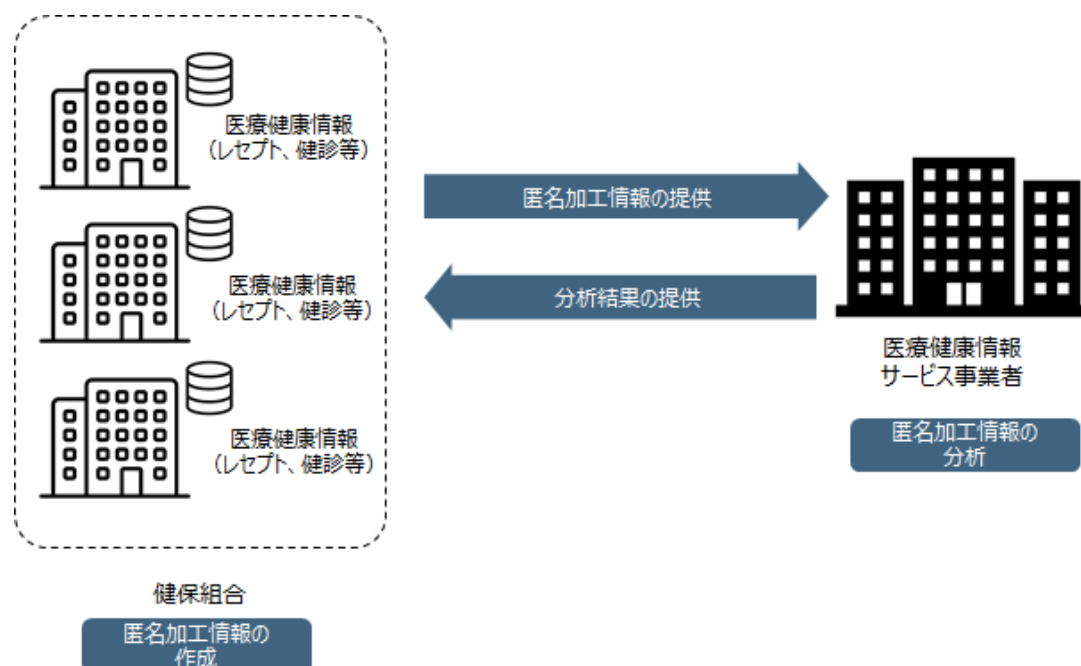 医療健康情報
（レセプト、健診等）
医療健康情報
（レセプト、健診等）
医療健康情報
（レセプト、健診等）
健保組合
匿名加工情報の
作成
匿名加工情報の提供
分析結果の提供
医療健康情報
サービス事業者
匿名加工情報の
分析